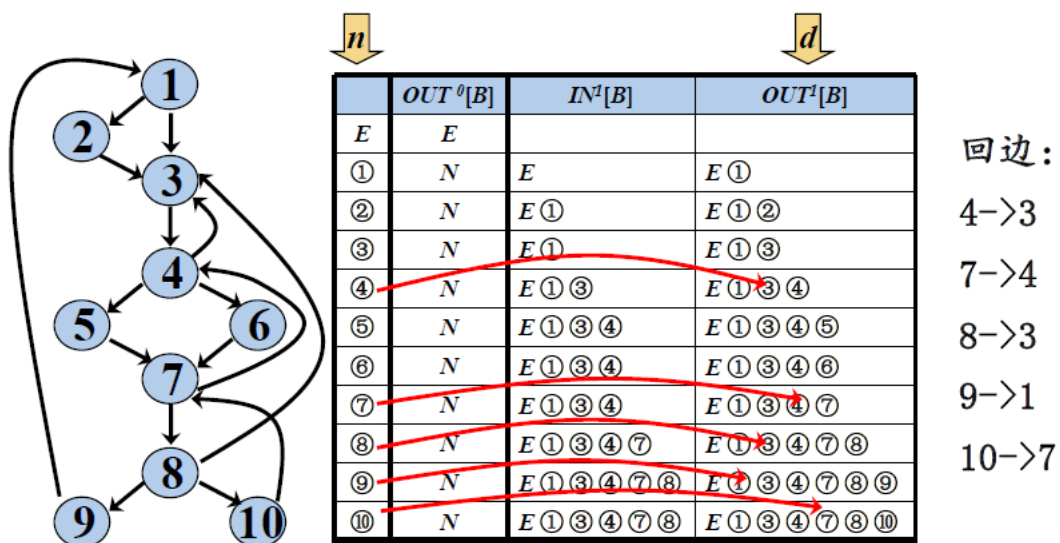 n d
1
2
3
4
5 6
7
8
9 10
OUT⁰[B] IN¹[B] OUT¹[B]
E E
① N E E①
② N E① E①②
③ N E① E①③
④ N E①③ E①③④
⑤ N E①③④ E①③④⑤
⑥ N E①③④ E①③④⑥
⑦ N E①③④ E①③④⑦
⑧ N E①③④⑦ E①③④⑦⑧
⑨ N E①③④⑦⑧ E①③④⑦⑧⑨
⑩ N E①③④⑦⑧ E①③④⑦⑧⑩
回边：
4->3
7->4
8->3
9->1
10->7